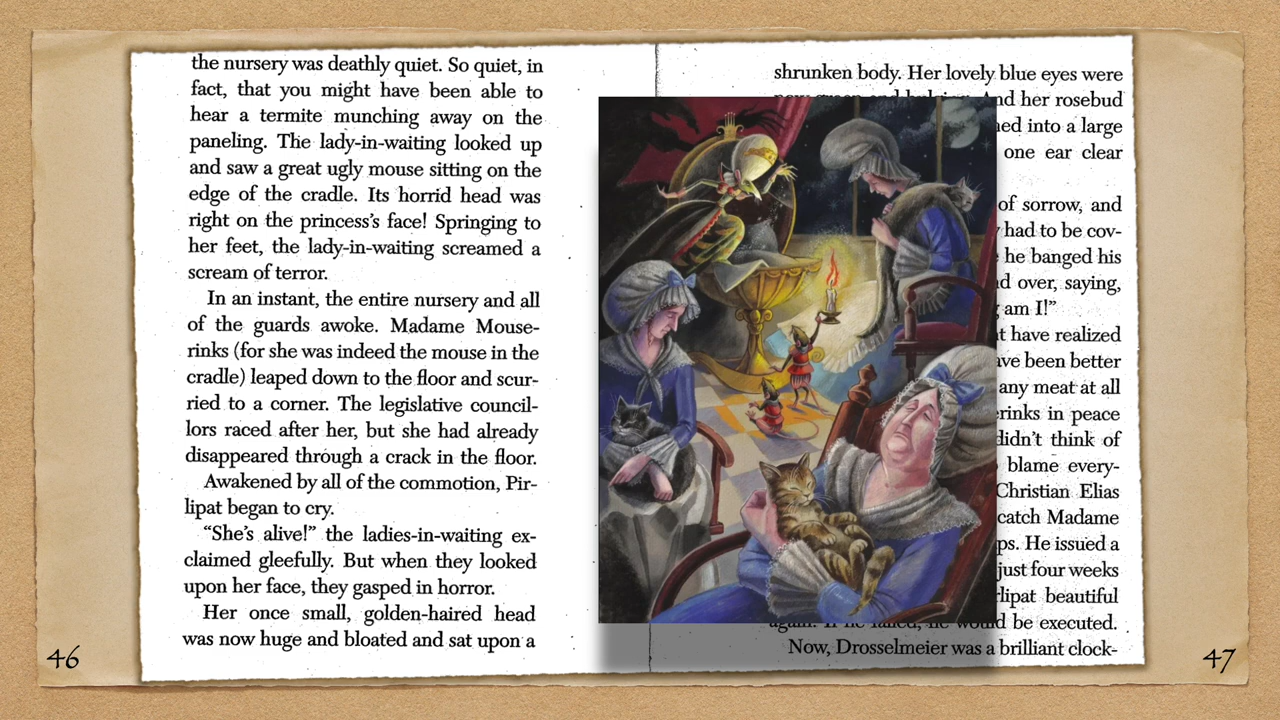 the nursery was deathly quiet. So quiet, in
fact, that you might have been able to
hear a termite munching away on the
paneling. The lady-in-waiting looked up
and saw a great ugly mouse sitting on the
edge of the cradle. Its horrid head was
right on the princess's face! Springing to
her feet, the lady-in-waiting screamed a
scream of terror.
In an instant, the entire nursery and all
of the guards awoke. Madame Mouse-
rinks (for she was indeed the mouse in the
cradle) leaped down to the floor and scur-
ried to a corner. The legislative council-
lors raced after her, but she had already
disappeared through a crack in the floor.
Awakened by all of the commotion, Pir-
lipat began to cry.
"She's alive!" the ladies-in-waiting ex-
claimed gleefully. But when they looked
upon her face, they gasped in horror.
Her once small, golden-haired head
was now huge and bloated and sat upon a
46
shrunken body. Her lovely blue eyes were
And her rosebud
into a large
one ear clear
of sorrow, and
had to be cov-
he banged his
over, saying,
am I!"
have realized
been better
any meat at all
in peace
didn't think of
blame every-
Christian Elias
catch Madame
He issued a
just four weeks
beautiful
be executed.
Now, Drosselmeier was a brilliant clock-
47